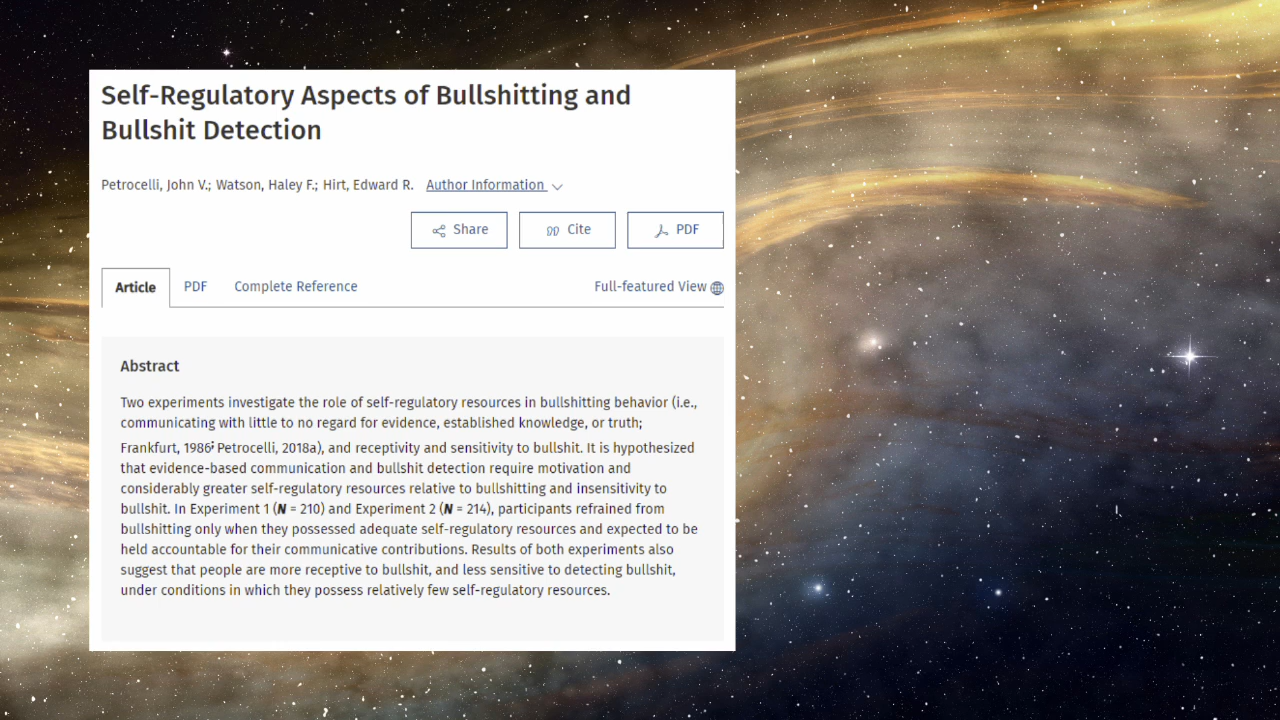 Self-Regulatory Aspects of Bullshitting and
Bullshit Detection
Petrocelli, John V.; Watson, Haley F.; Hirt, Edward R. Author Information
Share Cite PDF
Article PDF Complete Reference Full-featured View
Abstract
Two experiments investigate the role of self-regulatory resources in bullshitting behavior (i.e.,
communicating with little to no regard for evidence, established knowledge, or truth;
Frankfurt, 1986; Petrocelli, 2018a), and receptivity and sensitivity to bullshit. It is hypothesized
that evidence-based communication and bullshit detection require motivation and
considerably greater self-regulatory resources relative to bullshitting and insensitivity to
bullshit. In Experiment 1 (N = 210) and Experiment 2 (N = 214), participants refrained from
bullshitting only when they possessed adequate self-regulatory resources and expected to be
held accountable for their communicative contributions. Results of both experiments also
suggest that people are more receptive to bullshit, and less sensitive to detecting bullshit,
under conditions in which they possess relatively few self-regulatory resources.